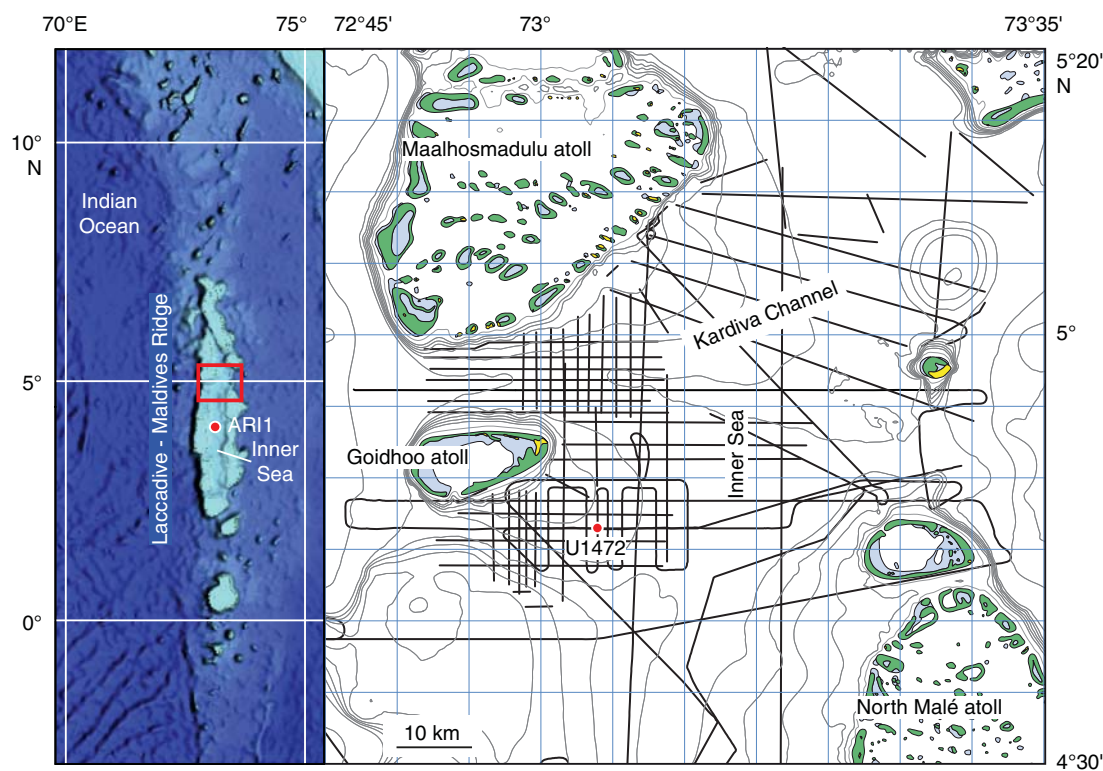 70°E
75°
72°45'
73°
73°35'
5°20'
N
10°
N
Indian
Ocean
Maalhosmadulu atoll
Kardiva Channel
5°
5°
Laccadive - Maldives Ridge
ARI1
Inner
Sea
Goidhoo atoll
Inner Sea
U1472
0°
North Malé atoll
10 km
4°30'